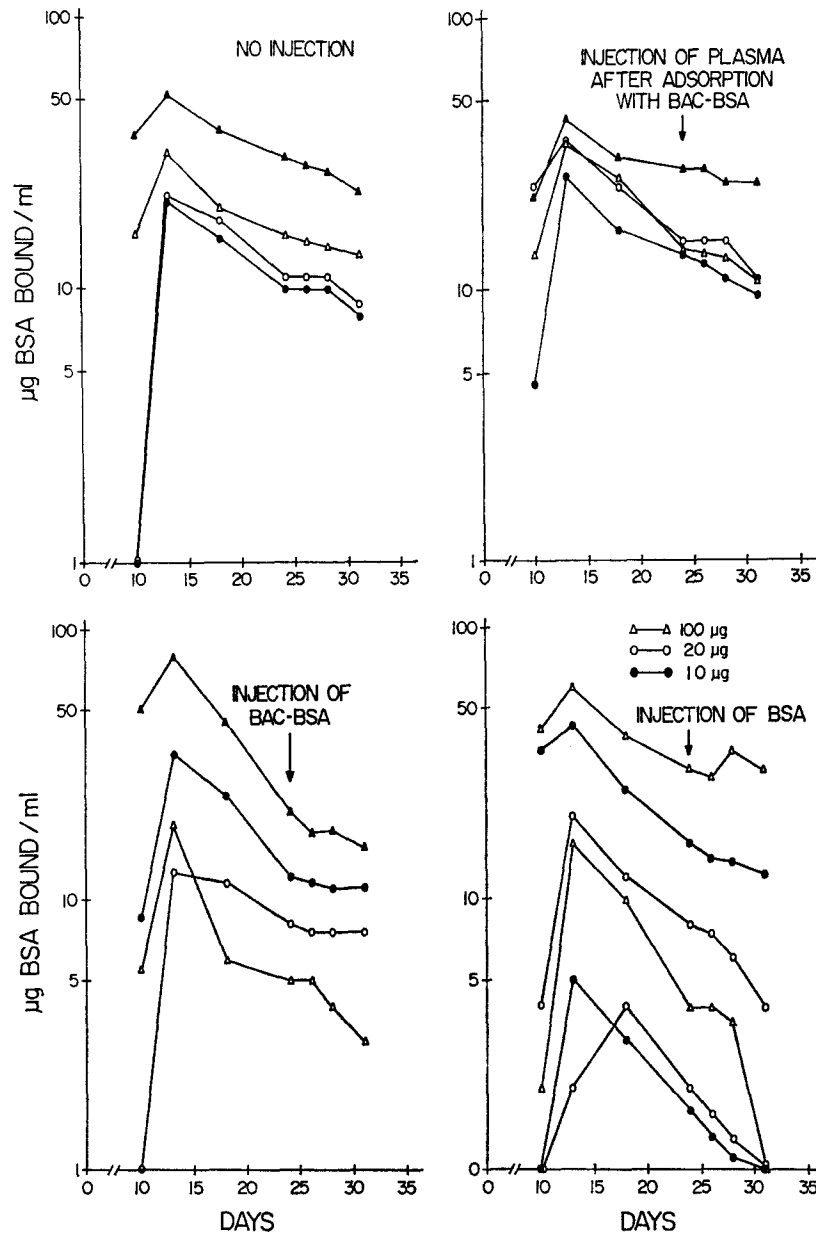 NO INJECTION
100
50
10
5
1
µg BSA BOUND / ml
0 10 15 20 25 30 35
INJECTION OF PLASMA
AFTER ADSORPTION
WITH BAC-BSA
100
50
10
5
1
0 10 15 20 25 30 35
INJECTION OF
BAC-BSA
100
50
10
5
1
µg BSA BOUND / ml
0 10 15 20 25 30 35
DAYS
100 µg
20 µg
10 µg
INJECTION OF BSA
100
50
10
5
0
0 10 15 20 25 30 35
DAYS